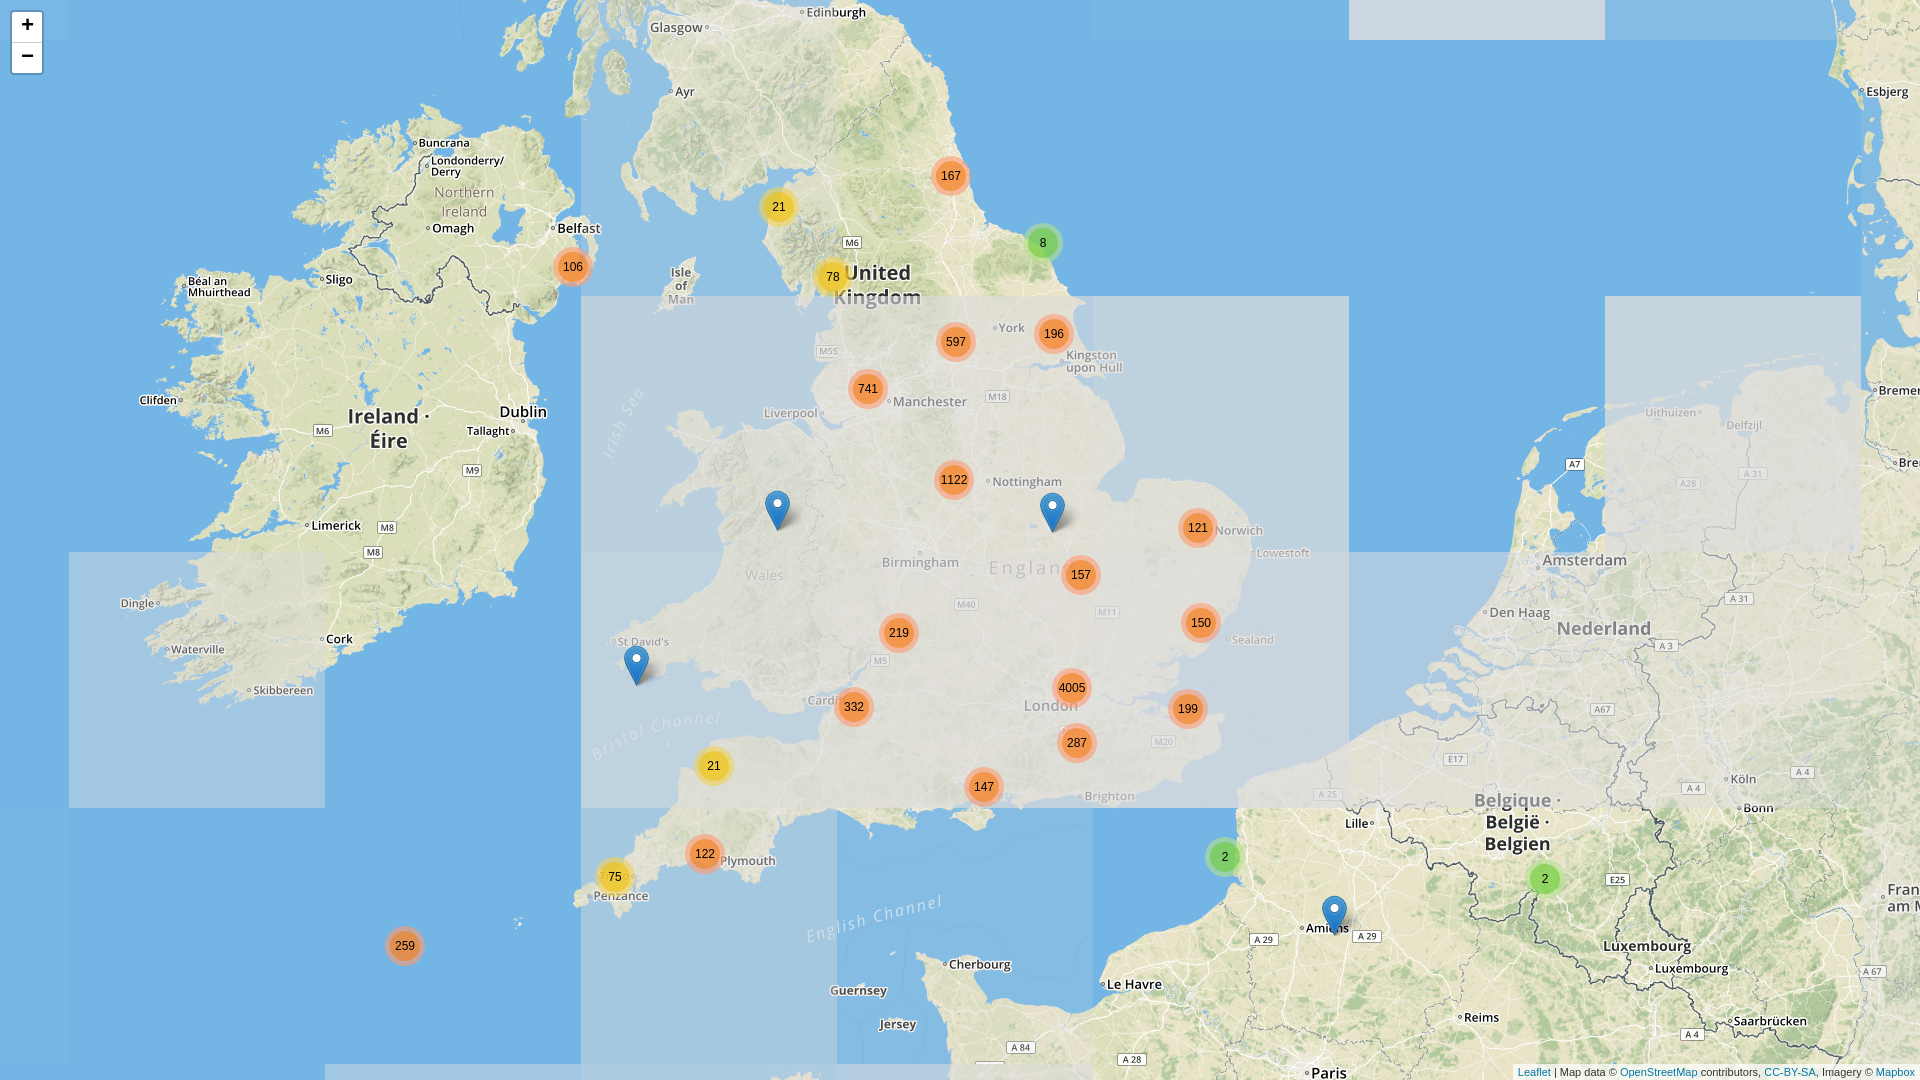 +
−
Edinburgh
Glasgow
Ayr
Esbjerg
Buncrana
Londonderry/
Derry
167
Northern
Ireland
21
Omagh
Belfast
M6
8
106
78
United
Kingdom
Isle
of
Man
Sligo
Béal an
Mhuirthead
York
196
597
M55
Kingston
upon Hull
741
Manchester
M18
Irish Sea
Clifden
Dublin
Liverpool
Ireland ·
Éire
M6
Tallaght
Uithuizen
Delfzijl
M9
A7
A 31
A28
1122
Nottingham
Limerick
M8
121
Norwich
M8
Lowestoft
Birmingham
Amsterdam
Wales
157
A 31
Dingle
M40
M11
Den Haag
Nederland
150
219
Cork
St David's
Sealand
A 3
Waterville
M5
Skibbereen
4005
London
332
199
A67
Bristol Channel
287
M20
E17
21
A 4
Köln
147
A 25
A 4
Brighton
Belgique ·
België ·
Belgien
Bonn
Lille
122
Plymouth
2
75
Penzance
2
E25
English Channel
Amiens
A 29
A 29
259
Luxembourg
Luxembourg
Cherbourg
A 67
Le Havre
Guernsey
Jersey
Reims
Saarbrücken
A 4
A 84
A 28
Paris
Leaflet | Map data © OpenStreetMap contributors, CC-BY-SA, Imagery © Mapbox